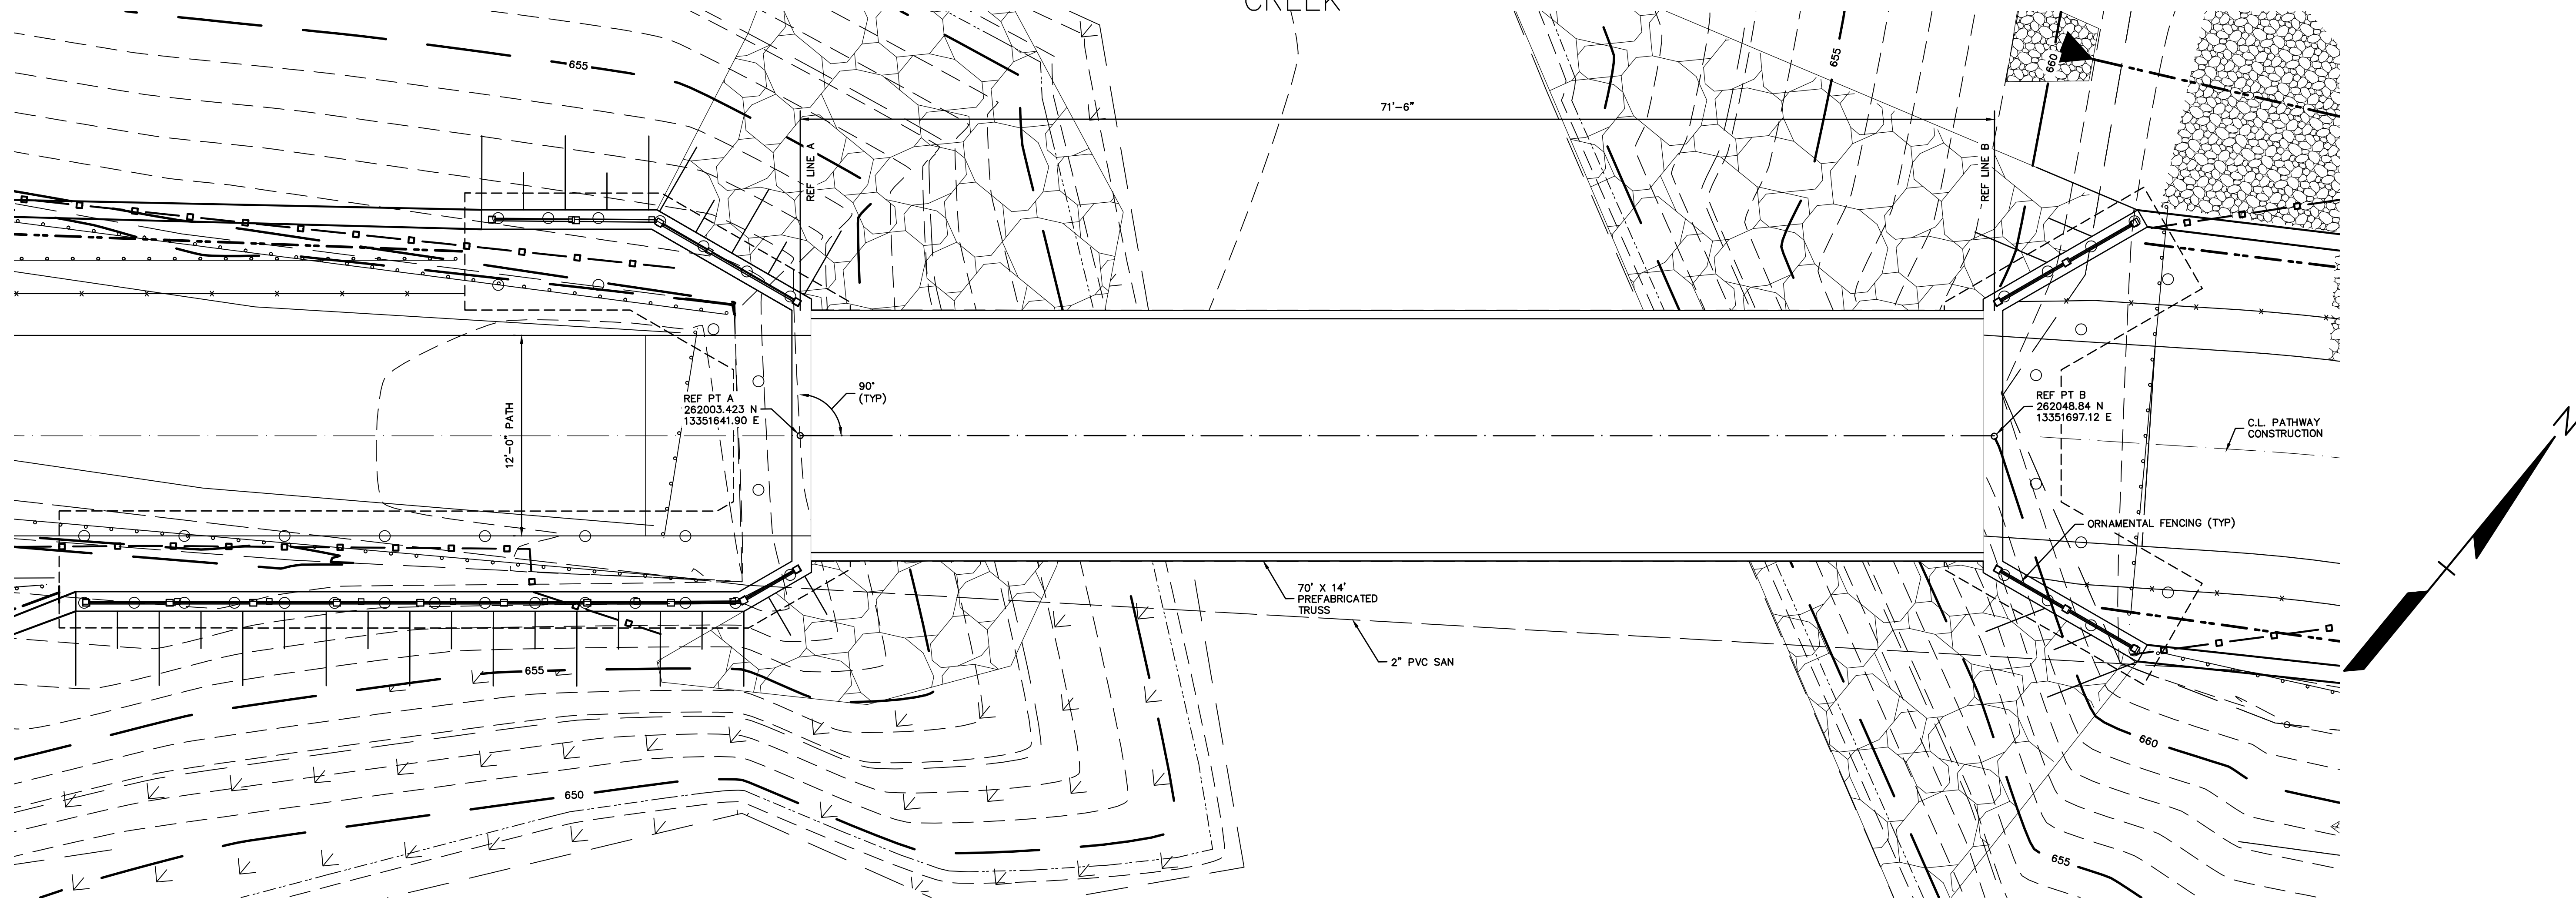 CREEK
655
655
660
71'-6"
REF LINE A
REF LINE B
90°
(TYP)
REF PT A
262003.423 N
13351641.90 E
12'-0" PATH
REF PT B
262048.84 N
13351697.12 E
C.L. PATHWAY
CONSTRUCTION
N
ORNAMENTAL FENCING (TYP)
70' X 14'
PREFABRICATED
TRUSS
2" PVC SAN
655
660
650
655